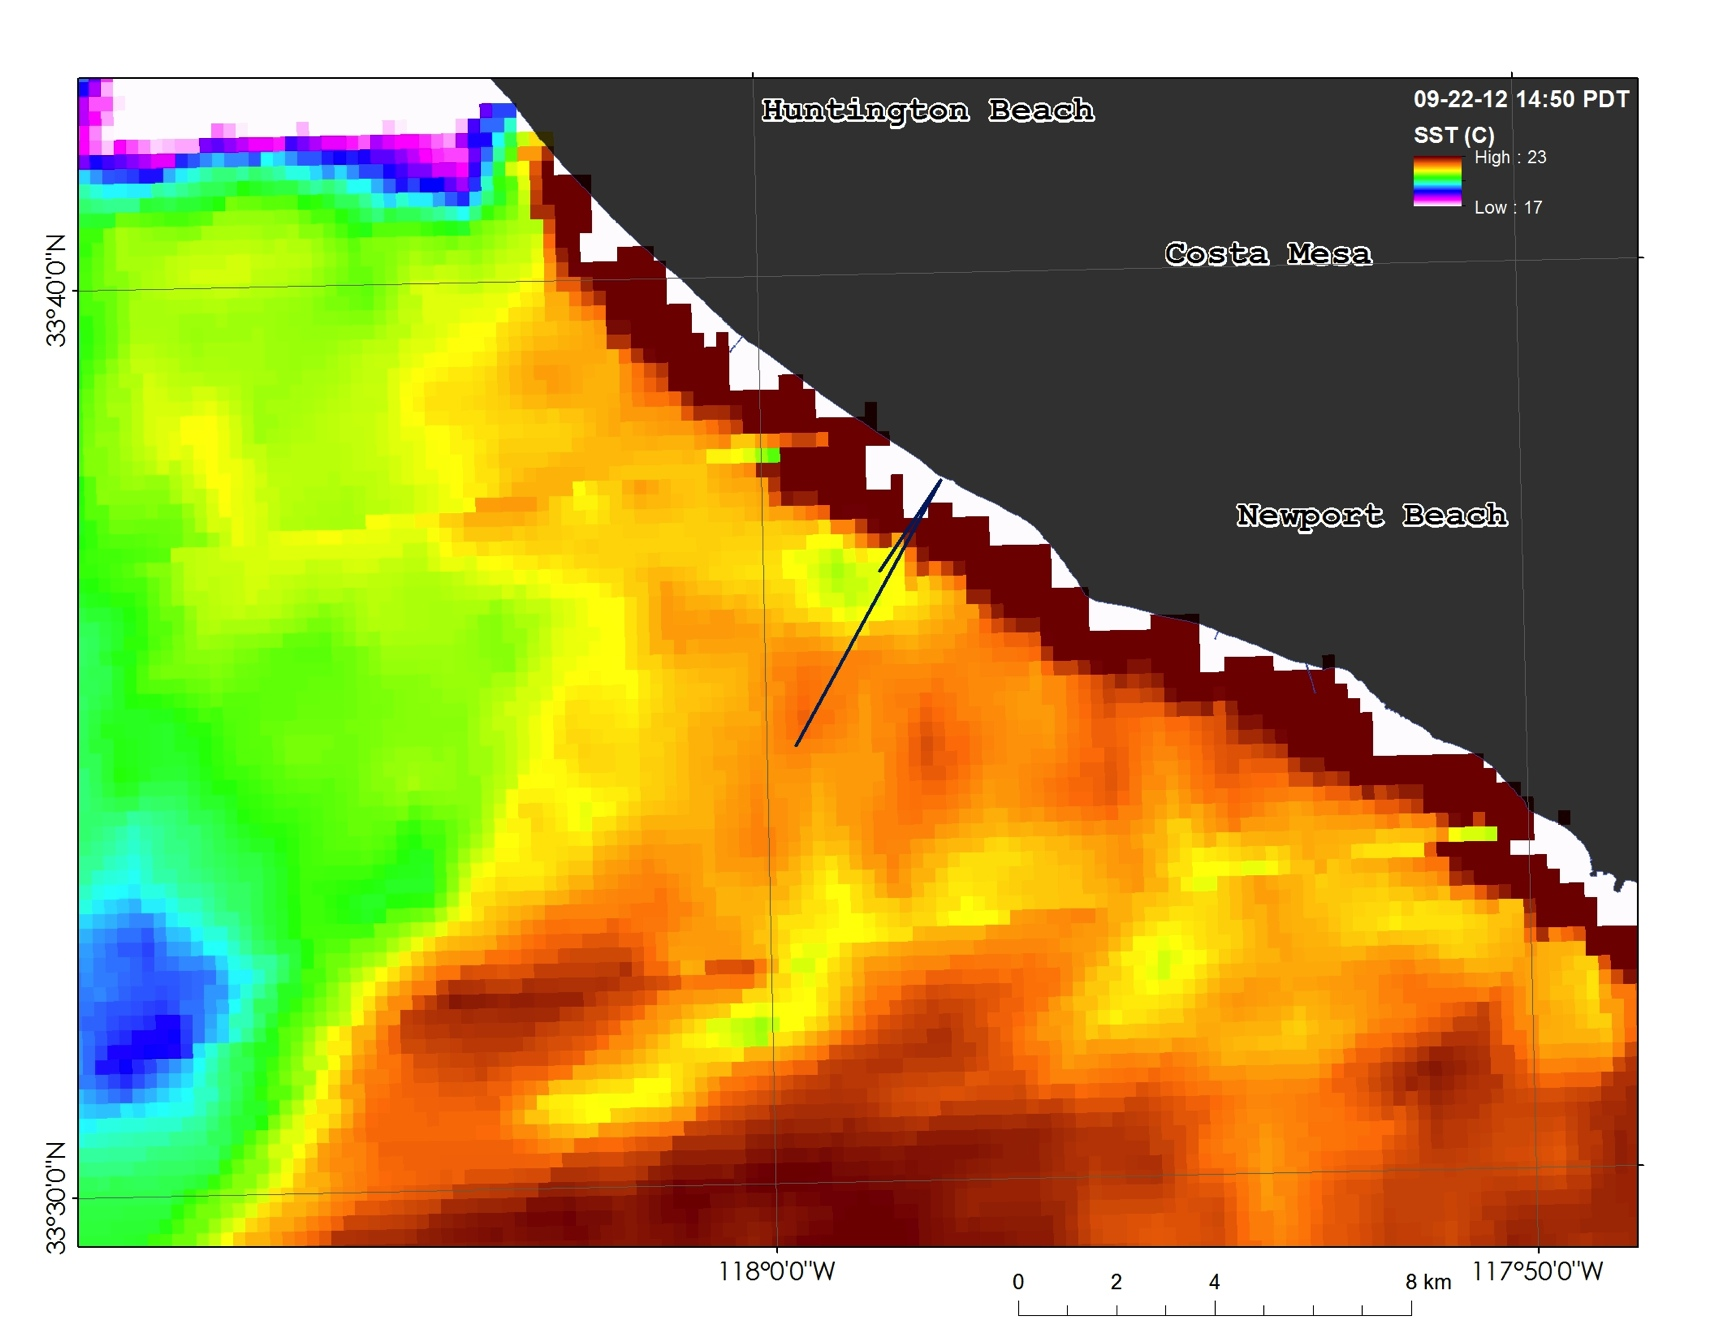 Huntington Beach
09-22-12 14:50 PDT
SST (C)
High : 23
Low : 17
Costa Mesa
33°40'0"N
Newport Beach
33°30'0"N
118°0'0"W
117°50'0"W
0 2 4 8 km